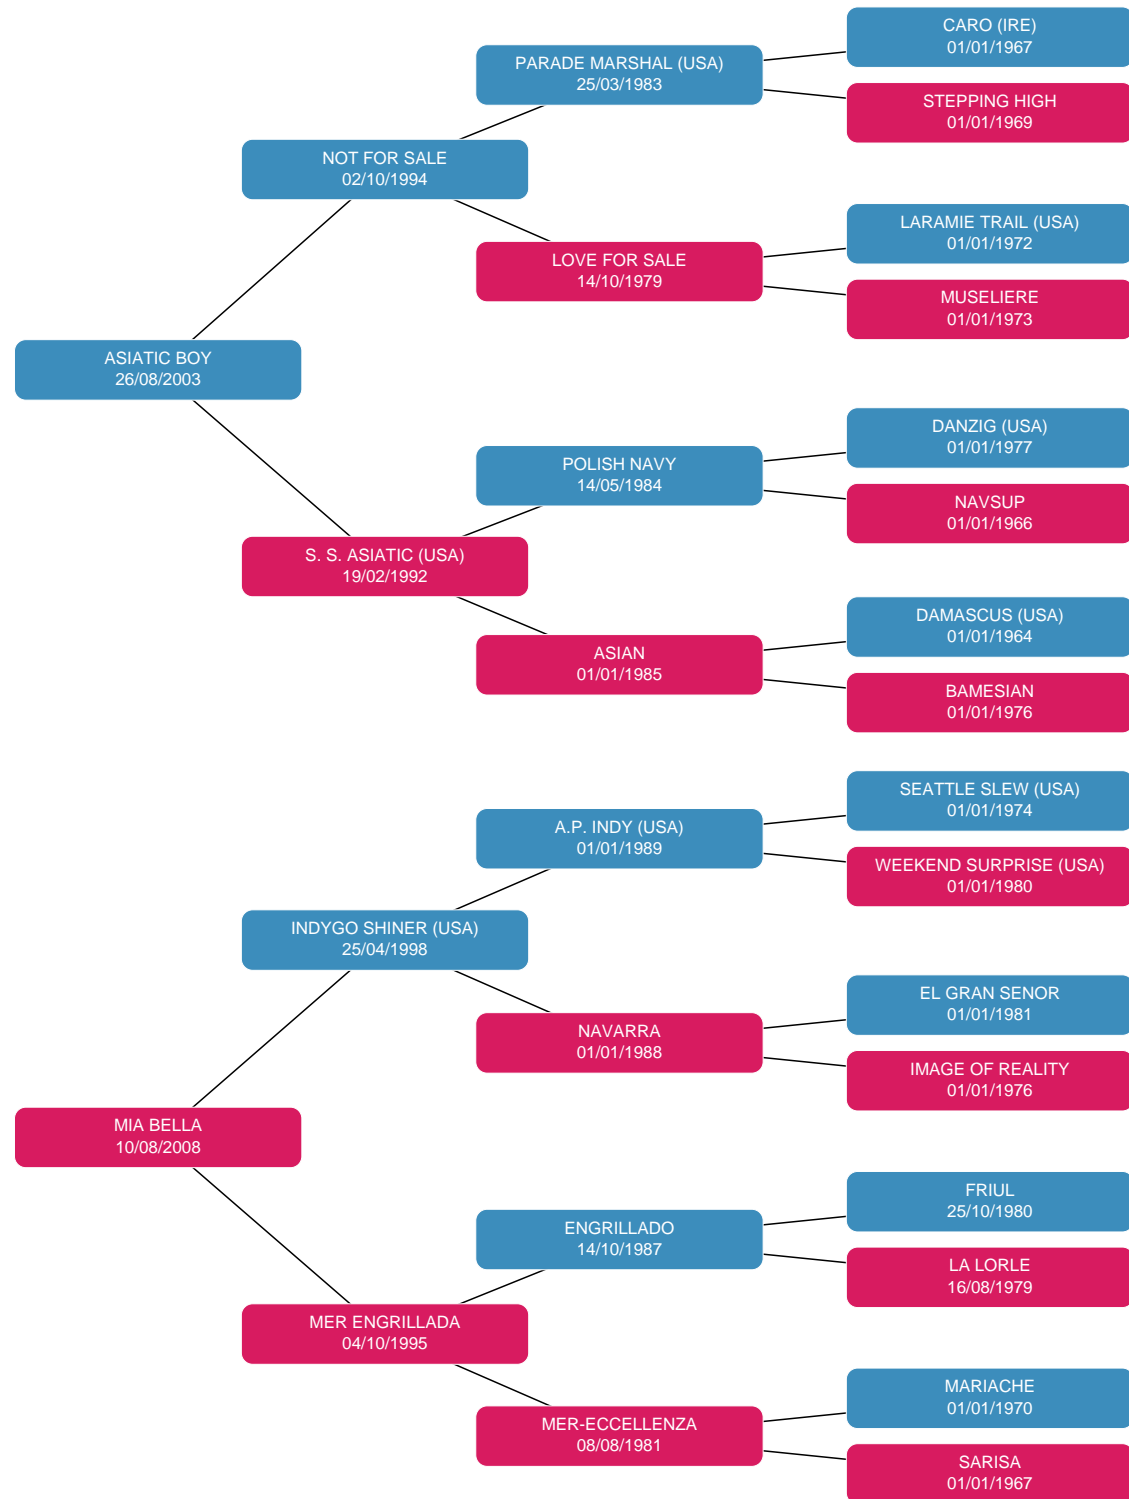 CARO (IRE)
01/01/1967
PARADE MARSHAL (USA)
25/03/1983
STEPPING HIGH
01/01/1969
NOT FOR SALE
02/10/1994
LARAMIE TRAIL (USA)
01/01/1972
LOVE FOR SALE
14/10/1979
MUSELIERE
01/01/1973
ASIATIC BOY
26/08/2003
DANZIG (USA)
01/01/1977
POLISH NAVY
14/05/1984
NAVSUP
01/01/1966
S. S. ASIATIC (USA)
19/02/1992
DAMASCUS (USA)
01/01/1964
ASIAN
01/01/1985
BAMESIAN
01/01/1976
SEATTLE SLEW (USA)
01/01/1974
A.P. INDY (USA)
01/01/1989
WEEKEND SURPRISE (USA)
01/01/1980
INDYGO SHINER (USA)
25/04/1998
EL GRAN SENOR
01/01/1981
NAVARRA
01/01/1988
IMAGE OF REALITY
01/01/1976
MIA BELLA
10/08/2008
FRIUL
25/10/1980
ENGRILLADO
14/10/1987
LA LORLE
16/08/1979
MER ENGRILLADA
04/10/1995
MARIACHE
01/01/1970
MER-ECCELLENZA
08/08/1981
SARISA
01/01/1967